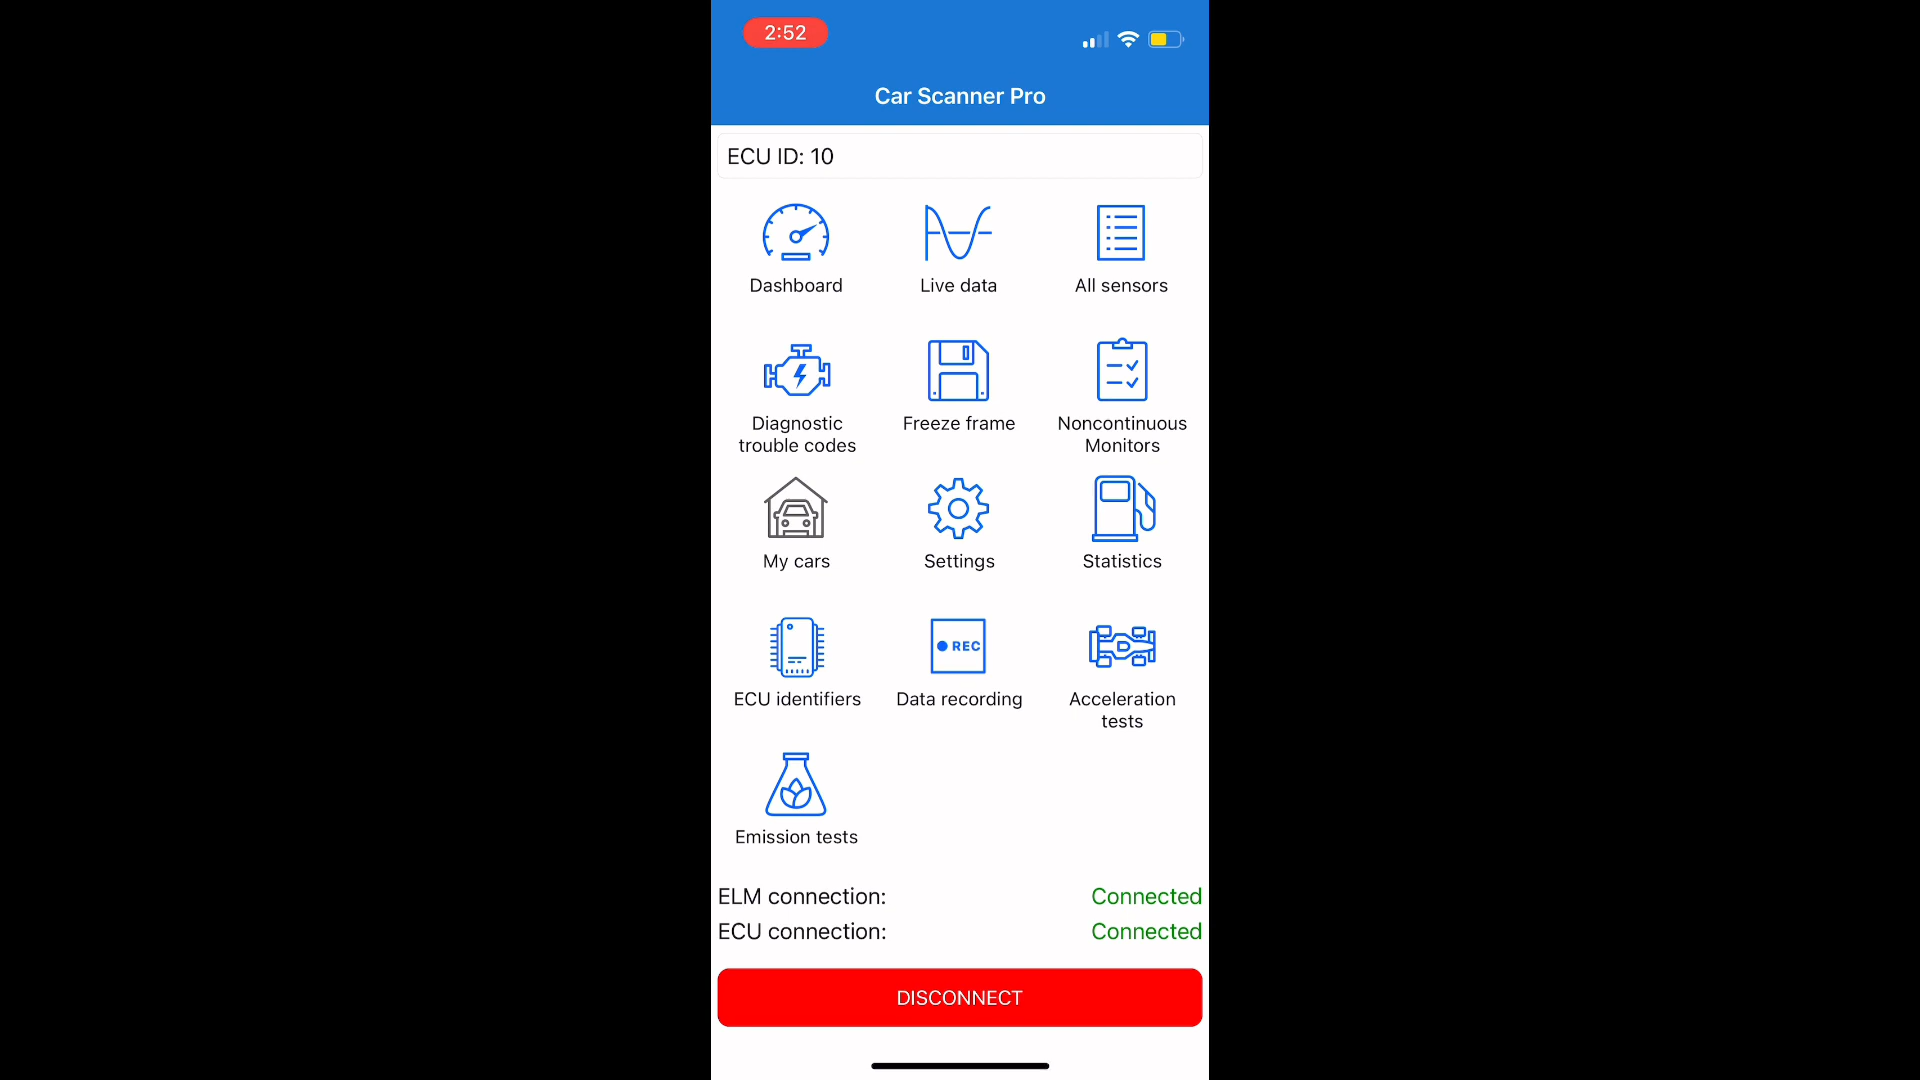 2:52
Car Scanner Pro
ECU ID: 10
Dashboard
Live data
All sensors
Diagnostic
trouble codes
Freeze frame
Noncontinuous
Monitors
My cars
Settings
Statistics
REC
ECU identifiers
Data recording
Acceleration
tests
Emission tests
ELM connection: Connected
ECU connection: Connected
DISCONNECT